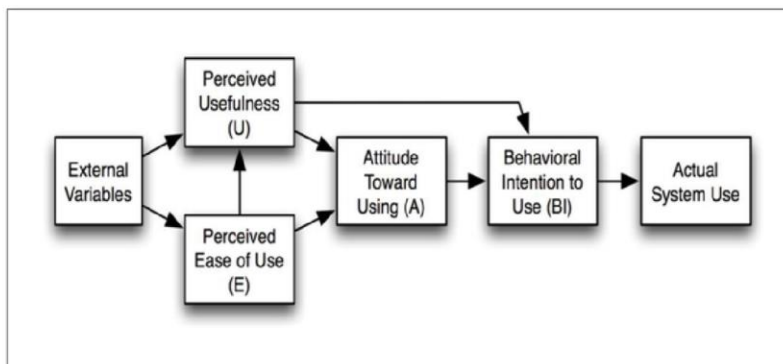 Perceived
Usefulness
(U)
External
Variables
Perceived
Ease of Use
(E)
Attitude
Toward
Using (A)
Behavioral
Intention to
Use (BI)
Actual
System Use